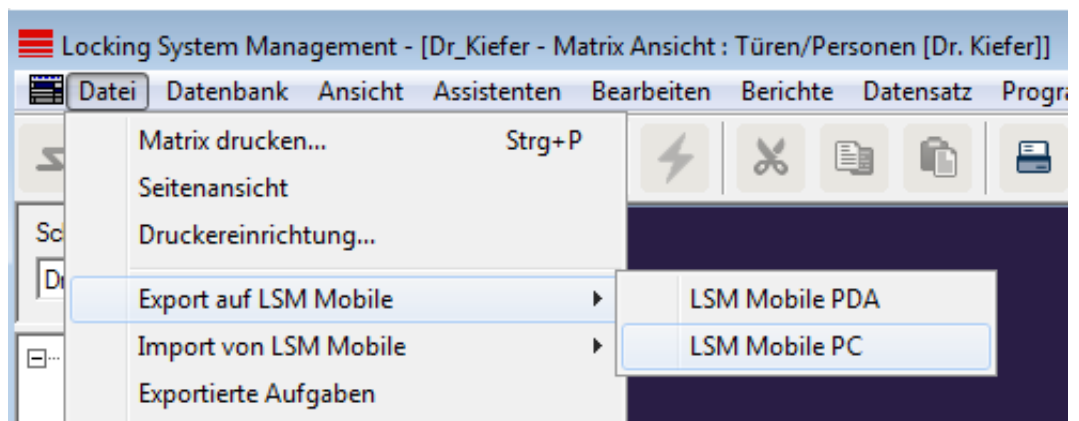 Locking System Management - [Dr_Kiefer - Matrix Ansicht : Türen/Personen [Dr. Kiefer]]
Datei Datenbank Ansicht Assistenten Bearbeiten Berichte Datensatz Progra
Matrix drucken... Strg+P
Seitenansicht
Sc
Druckereinrichtung...
Export auf LSM Mobile
LSM Mobile PDA
Import von LSM Mobile
LSM Mobile PC
Exportierte Aufgaben